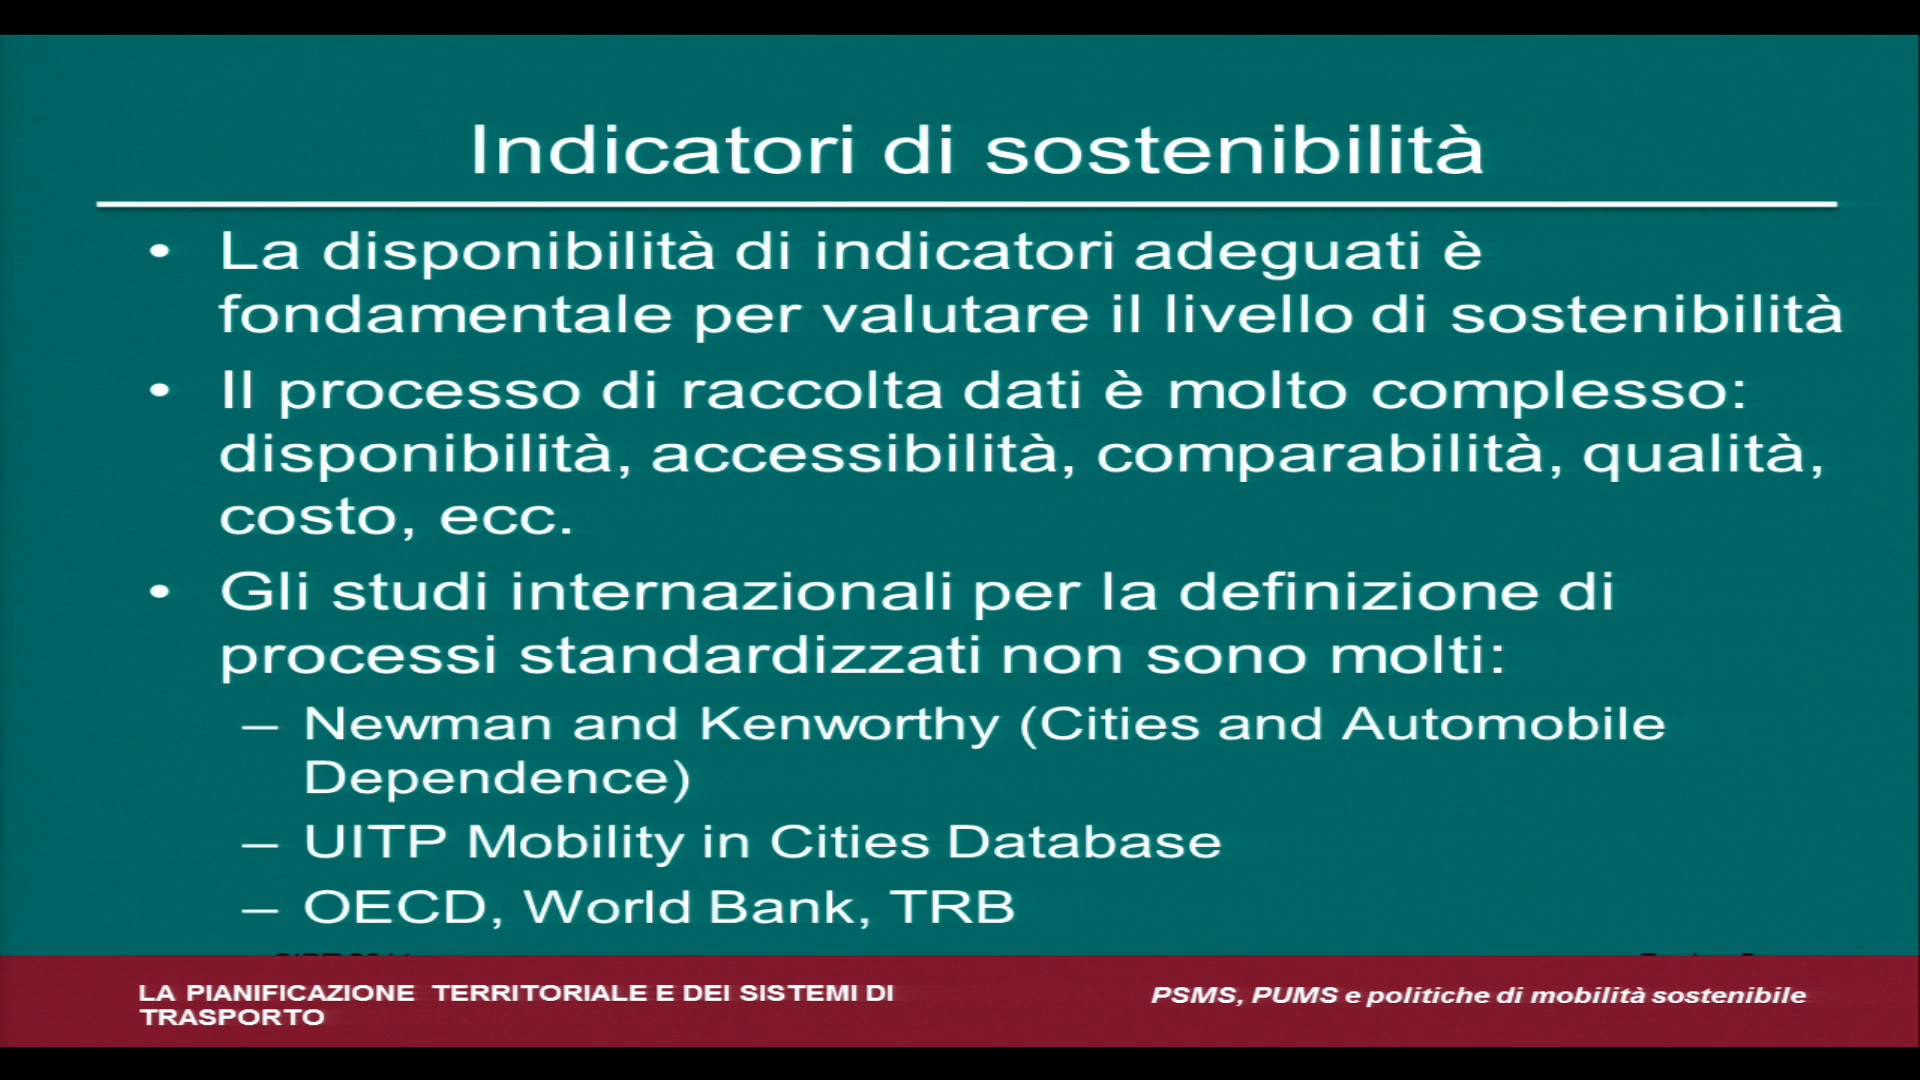 Indicatori di sostenibilità
• La disponibilità di indicatori adeguati è
fondamentale per valutare il livello di sostenibilità
• Il processo di raccolta dati è molto complesso:
disponibilità, accessibilità, comparabilità, qualità,
costo, ecc.
• Gli studi internazionali per la definizione di
processi standardizzati non sono molti:
– Newman and Kenworthy (Cities and Automobile
Dependence)
– UITP Mobility in Cities Database
– OECD, World Bank, TRB
LA PIANIFICAZIONE TERRITORIALE E DEI SISTEMI DI
TRASPORTO
PSMS, PUMS e politiche di mobilità sostenibile